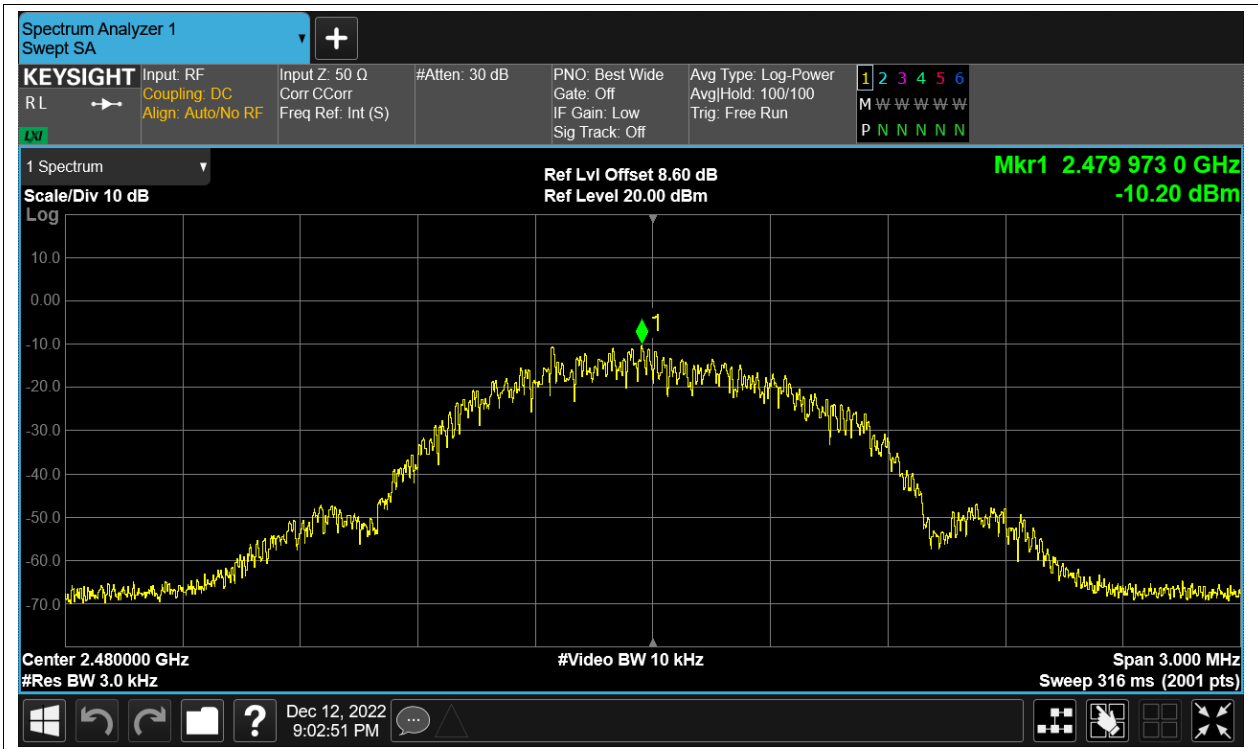 Spectrum Analyzer 1
Swept SA
KEYSIGHT
R L
LXI
Input: RF
Coupling: DC
Align: Auto/No RF
Input Z: 50 Ω
Corr CCorr
Freq Ref: Int (S)
#Atten: 30 dB
PNO: Best Wide
Gate: Off
IF Gain: Low
Sig Track: Off
Avg Type: Log-Power
Avg|Hold: 100/100
Trig: Free Run
1 2 3 4 5 6
M W W W W W W
P N N N N N N
1 Spectrum
Scale/Div 10 dB
Log
Ref Lvl Offset 8.60 dB
Ref Level 20.00 dBm
Mkr1 2.479 973 0 GHz
-10.20 dBm
10.0
0.00
-10.0
-20.0
-30.0
-40.0
-50.0
-60.0
-70.0
1
Center 2.480000 GHz
#Res BW 3.0 kHz
#Video BW 10 kHz
Span 3.000 MHz
Sweep 316 ms (2001 pts)
?
Dec 12, 2022
9:02:51 PM